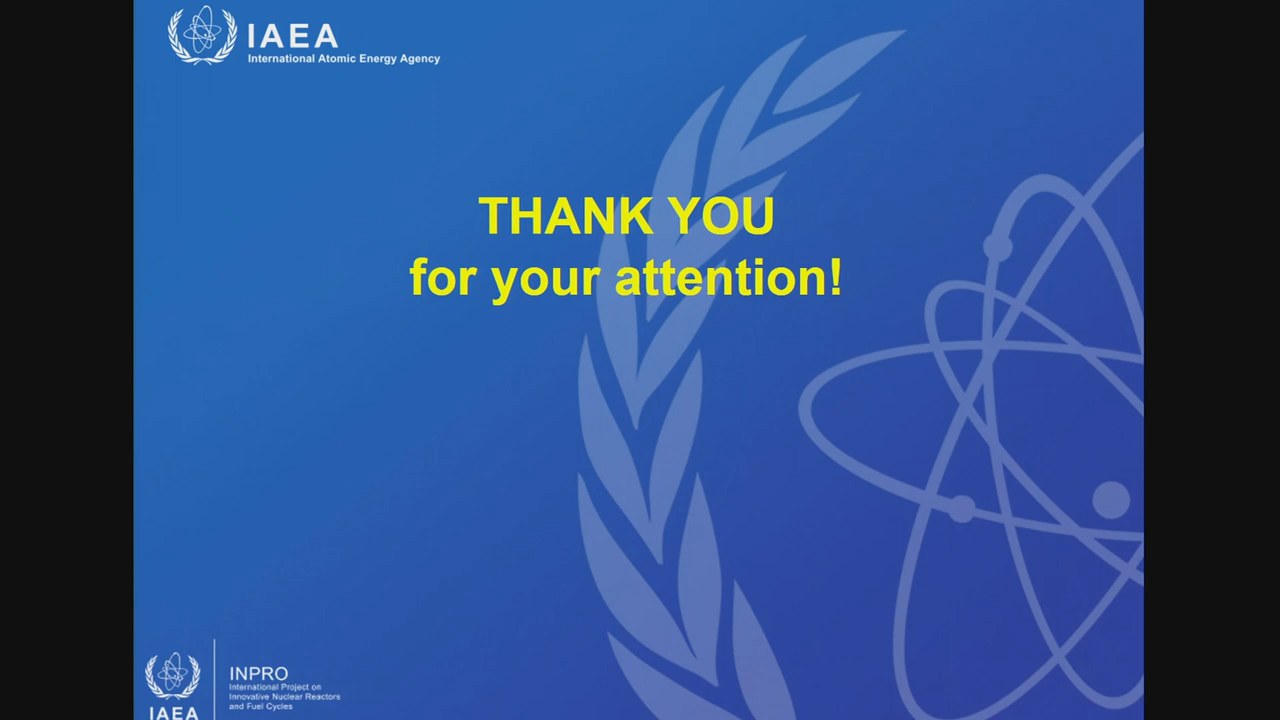 IAEA
International Atomic Energy Agency
THANK YOU
for your attention!
INPRO
International Project on
Innovative Nuclear Reactors
and Fuel Cycles
IAEA